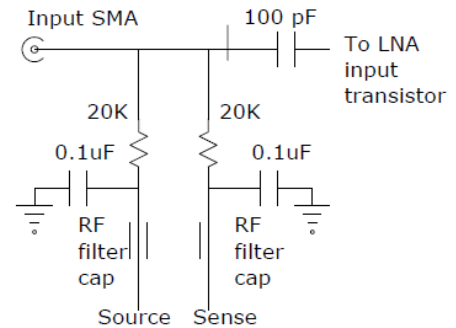 Input SMA
100 pF
To LNA
input
transistor
20K
20K
0.1uF
0.1uF
RF
filter
cap
RF
filter
cap
Source
Sense